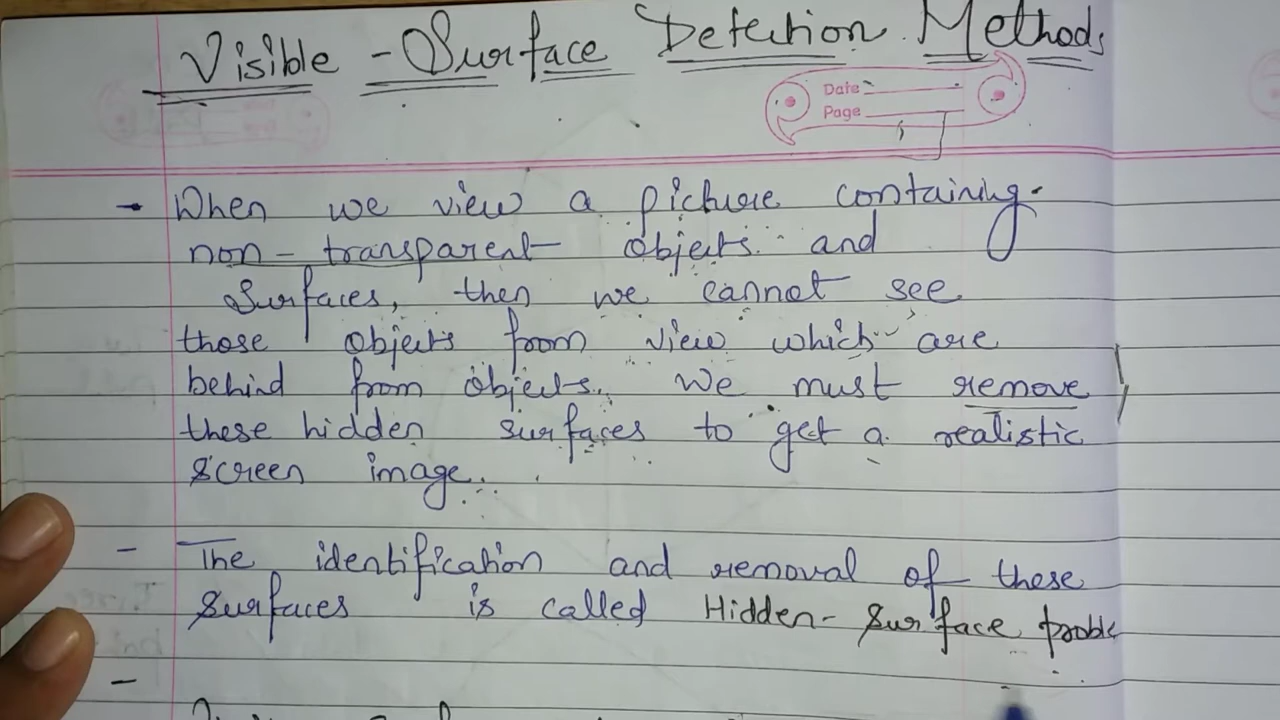 Visible - Surface Detection Methods
Date
Page
- When we view a picture containing
non-transparent objects and
Surfaces, then we cannot see
those objects from view which are
behind from objects. We must remove
these hidden surfaces to get a realistic
screen image.
- The identification and removal of these
surfaces is called Hidden-surface proble
-